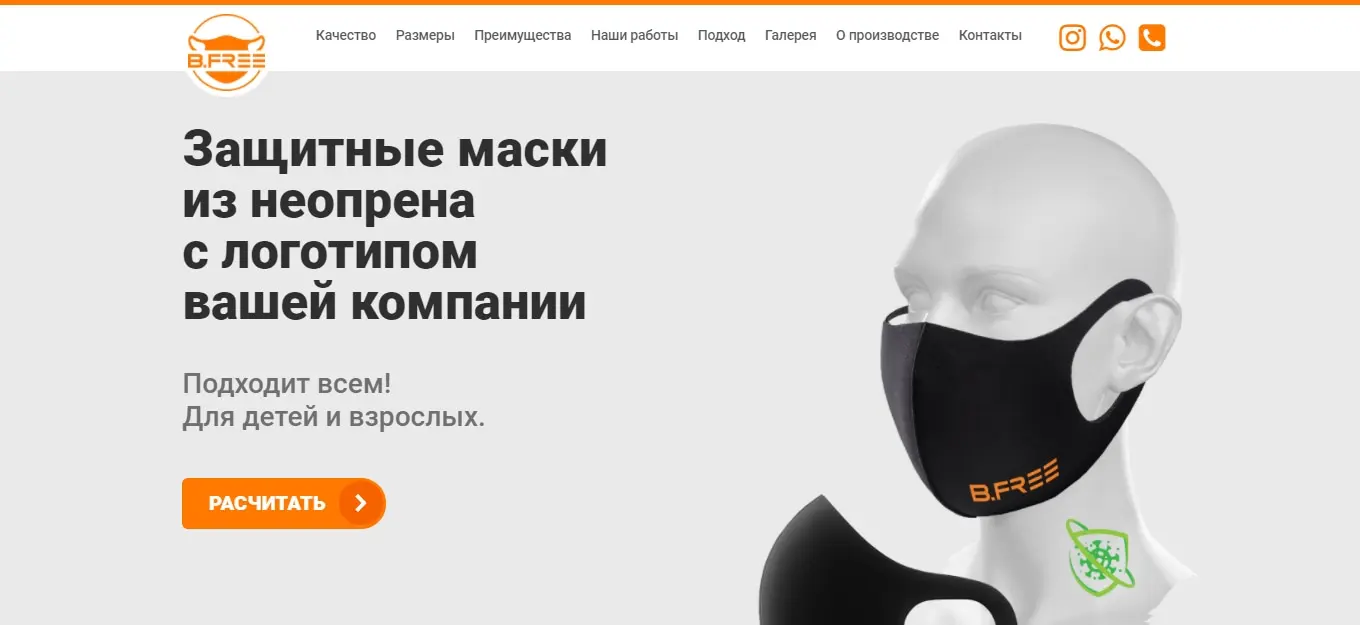 B.FREE
Качество Размеры Преимущества Наши работы Подход Галерея О производстве Контакты
Защитные маски
из неопрена
с логотипом
вашей компании
Подходит всем!
Для детей и взрослых.
РАСЧИТАТЬ
B.FREE